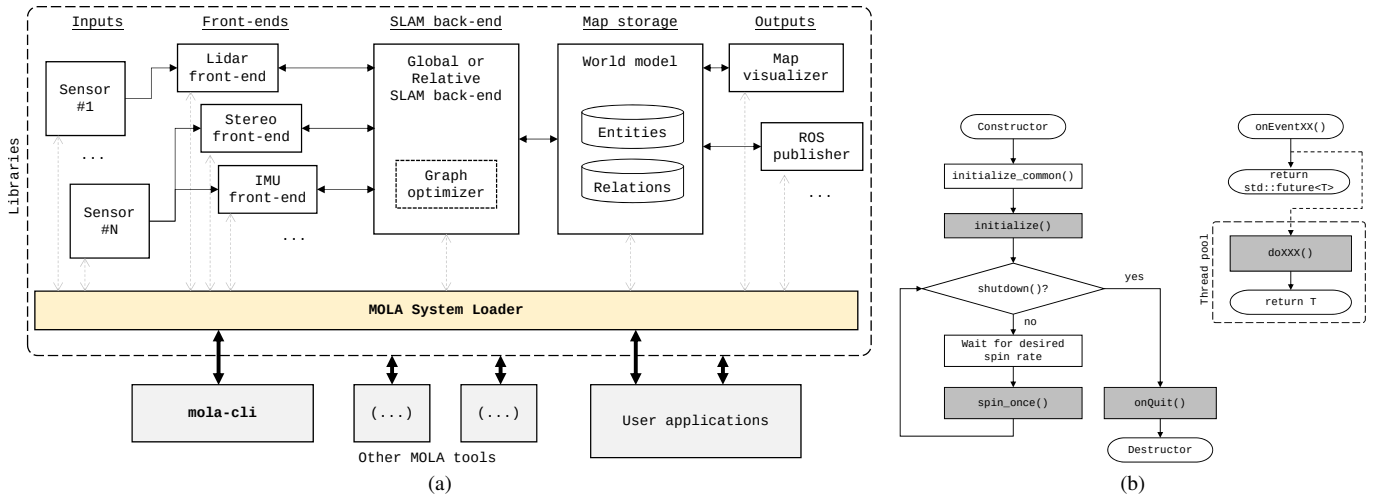 Inputs
Front-ends
SLAM back-end
Map storage
Outputs
Libraries
Sensor
#1
...
Sensor
#N
Lidar
front-end
Stereo
front-end
IMU
front-end
...
Global or
Relative
SLAM back-end
Graph
optimizer
World model
Entities
Relations
Map
visualizer
ROS
publisher
...
MOLA System Loader
mola-cli
(...)
(...)
User applications
Other MOLA tools
(a)
Constructor
initialize_common()
initialize()
shutdown()?
yes
no
Wait for desired
spin rate
spin_once()
onQuit()
Destructor
onEventXX()
return
std::future<T>
Thread pool
doXXX()
return T
(b)